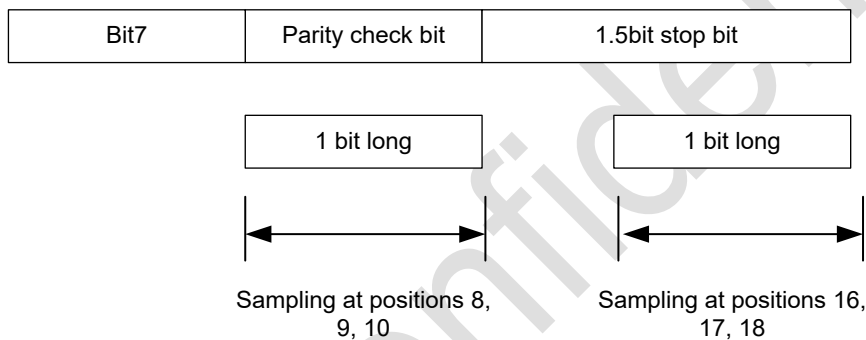 Bit7
Parity check bit
1.5bit stop bit
1 bit long
1 bit long
Sampling at positions 8,
9, 10
Sampling at positions 16,
17, 18